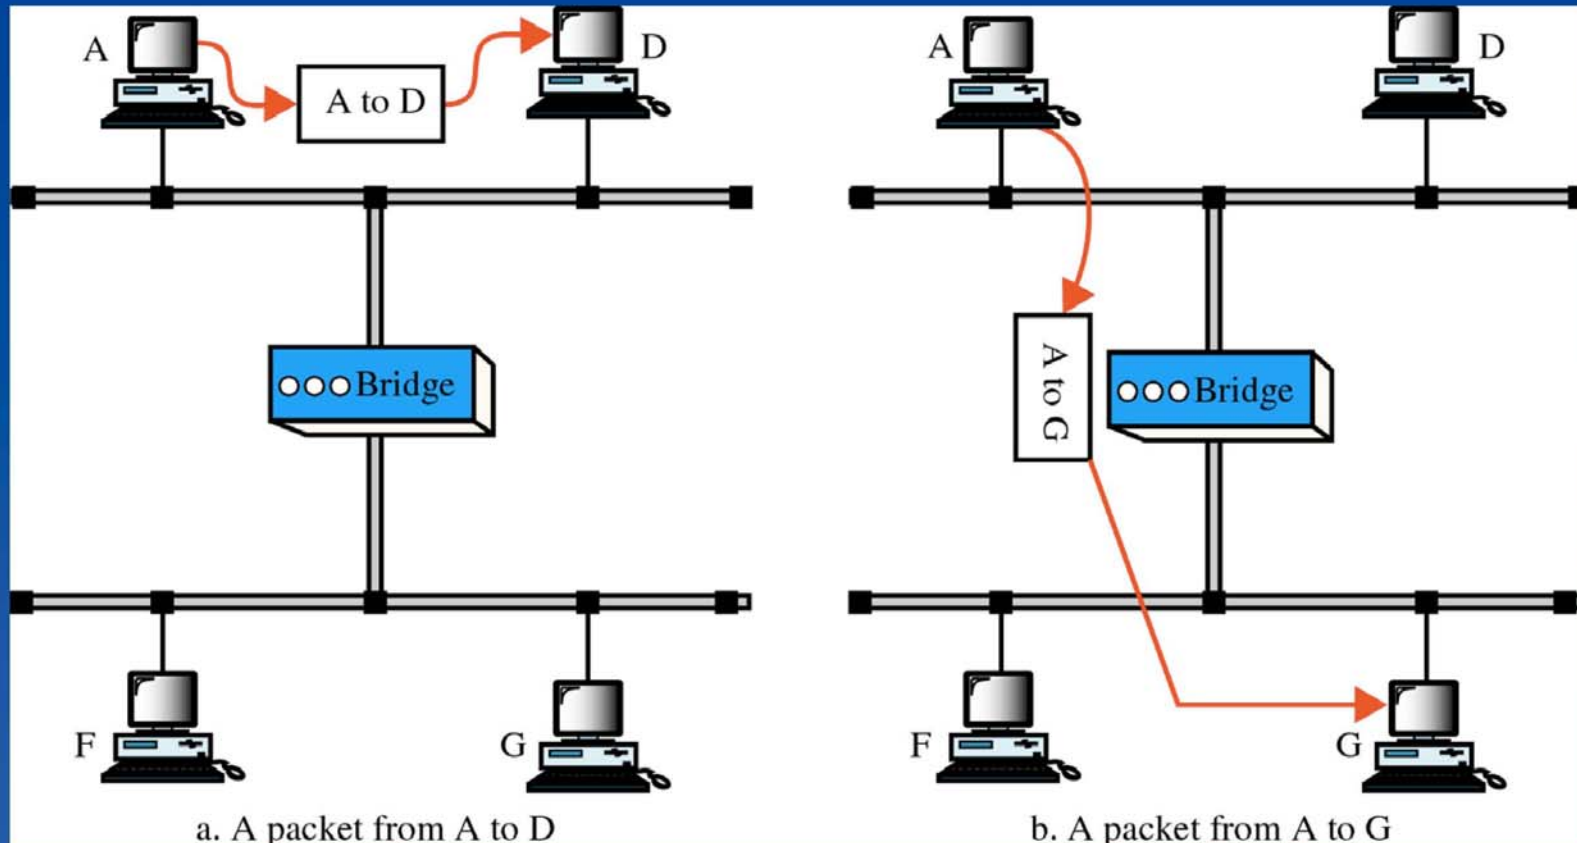 A
A to D
D
Bridge
F
G
a. A packet from A to D
A
D
A to G
Bridge
F
G
b. A packet from A to G